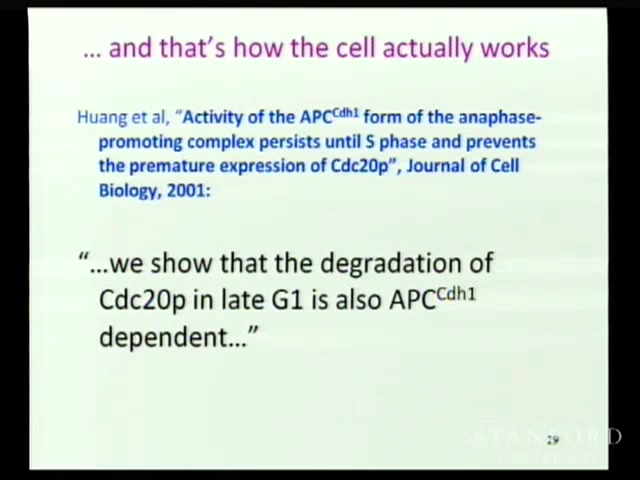 ... and that's how the cell actually works
Huang et al, "Activity of the APCCdh1 form of the anaphase-
promoting complex persists until S phase and prevents
the premature expression of Cdc20p", Journal of Cell
Biology, 2001:
"...we show that the degradation of
Cdc20p in late G1 is also APCCdh1
dependent..."
29
STANFORD
UNIVERSITY